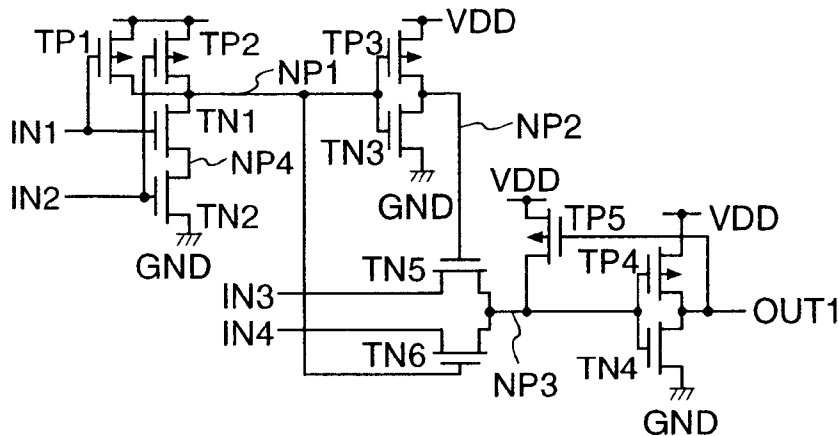 TP1
TP2
TP3
VDD
NP1
IN1
TN1
TN3
NP2
NP4
IN2
TN2
GND
VDD
GND
TP5
VDD
TN5
TP4
IN3
IN4
OUT1
TN6
NP3
TN4
GND